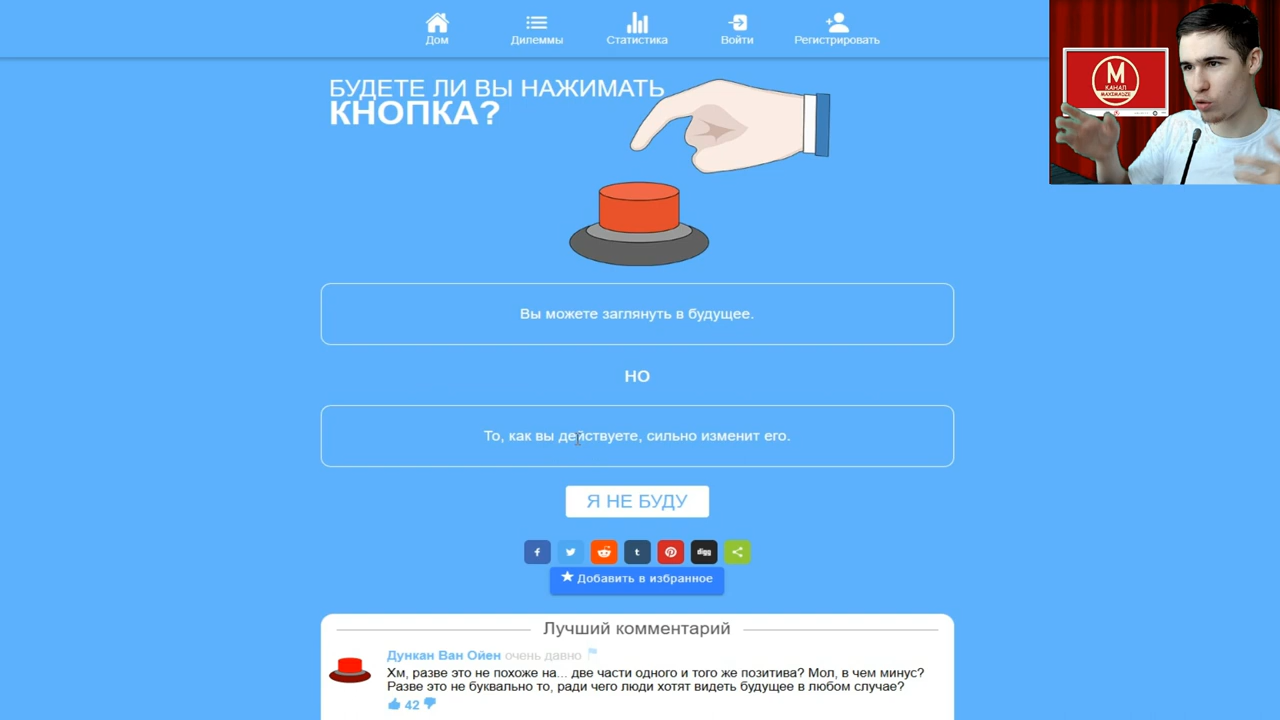 Дом
Дилеммы
Статистика
Войти
Регистрировать
М
КАНАЛ
БУДЕТЕ ЛИ ВЫ НАЖИМАТЬ
КНОПКА?
Вы можете заглянуть в будущее.
НО
То, как вы действуете, сильно изменит его.
Я НЕ БУДУ
digg
Добавить в избранное
Лучший комментарий
Дункан Ван Ойен очень давно
Хм, разве это не похоже на... две части одного и того же позитива? Мол, в чем минус?
Разве это не буквально то, ради чего люди хотят видеть будущее в любом случае?
42